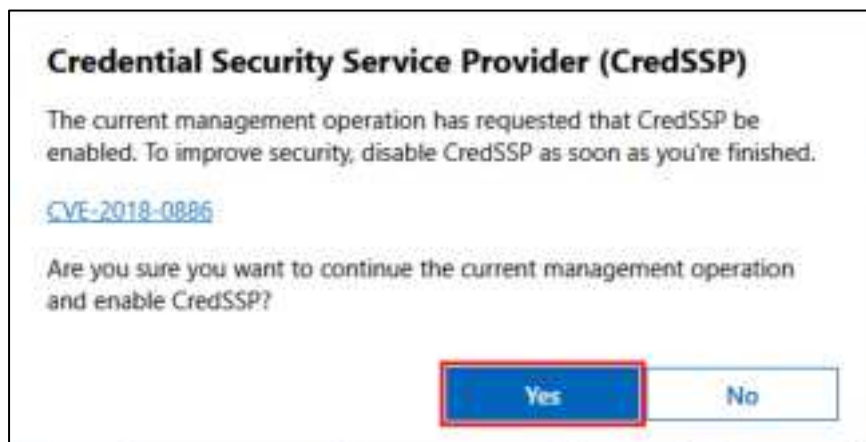 Credential Security Service Provider (CredSSP)
The current management operation has requested that CredSSP be
enabled. To improve security, disable CredSSP as soon as you're finished.
CVE-2018-0886
Are you sure you want to continue the current management operation
and enable CredSSP?
Yes
No